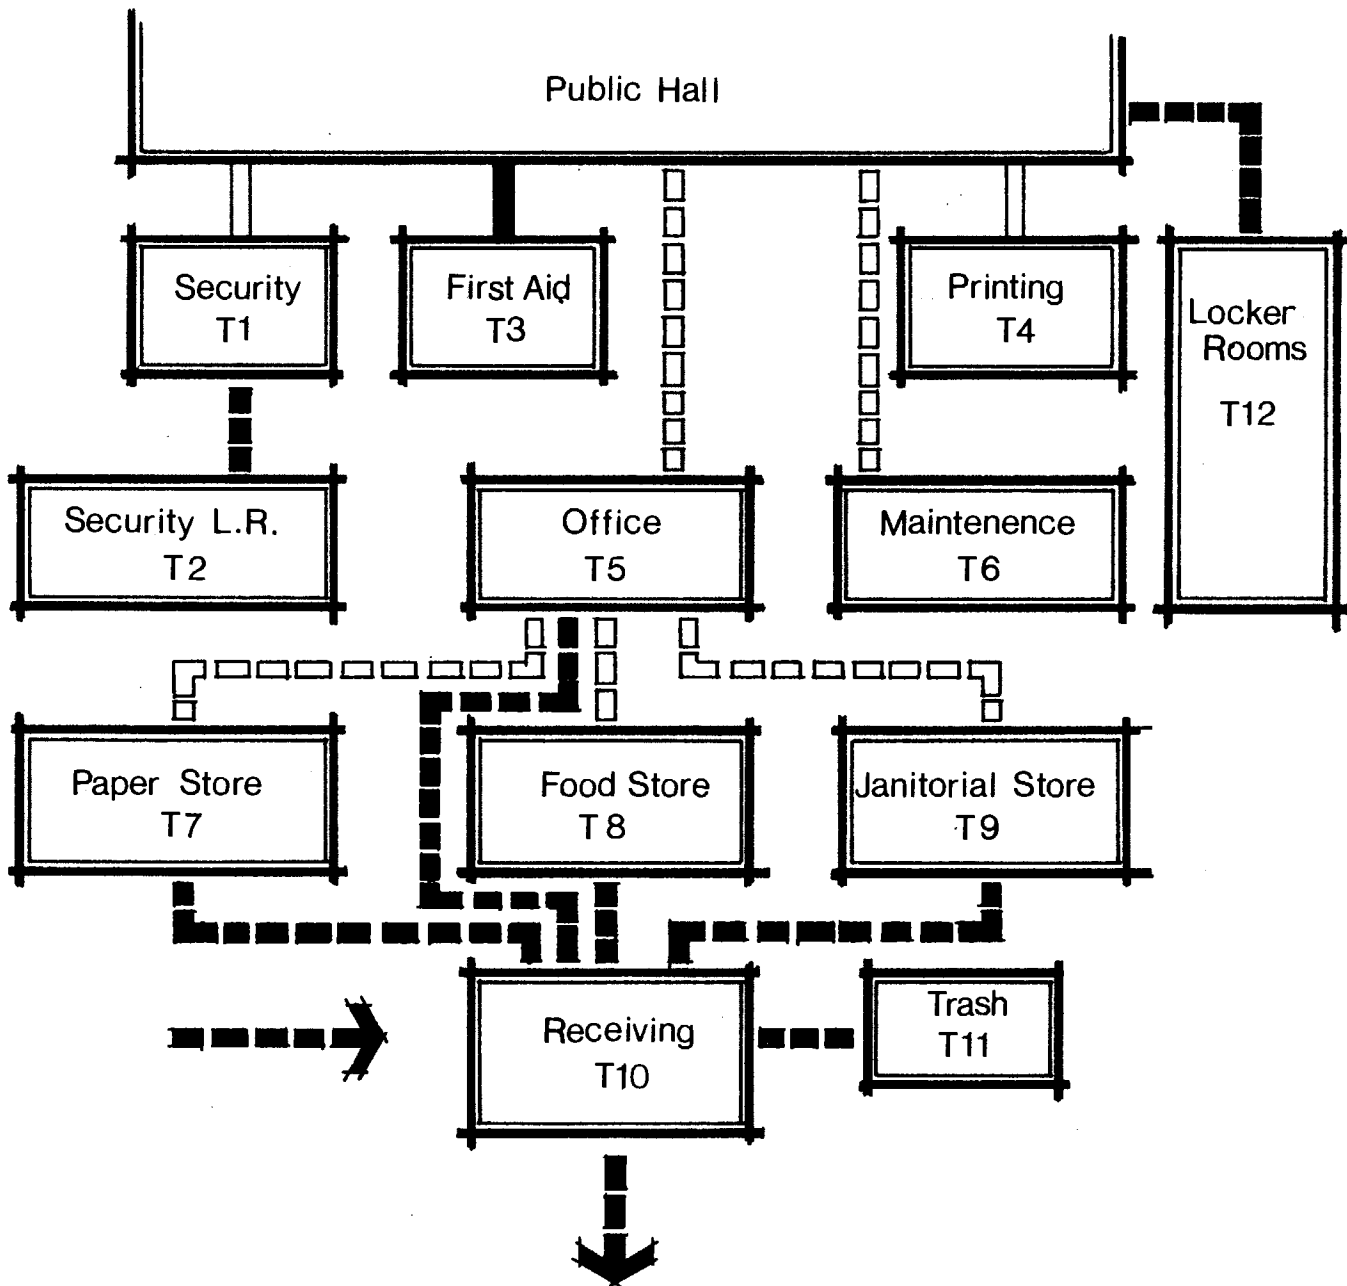 Public Hall
Security
T1
First Aid
T3
Printing
T4
Locker
Rooms
T12
Security L.R.
T2
Office
T5
Maintenence
T6
Paper Store
T7
Food Store
T8
Janitorial Store
T9
Receiving
T10
Trash
T11